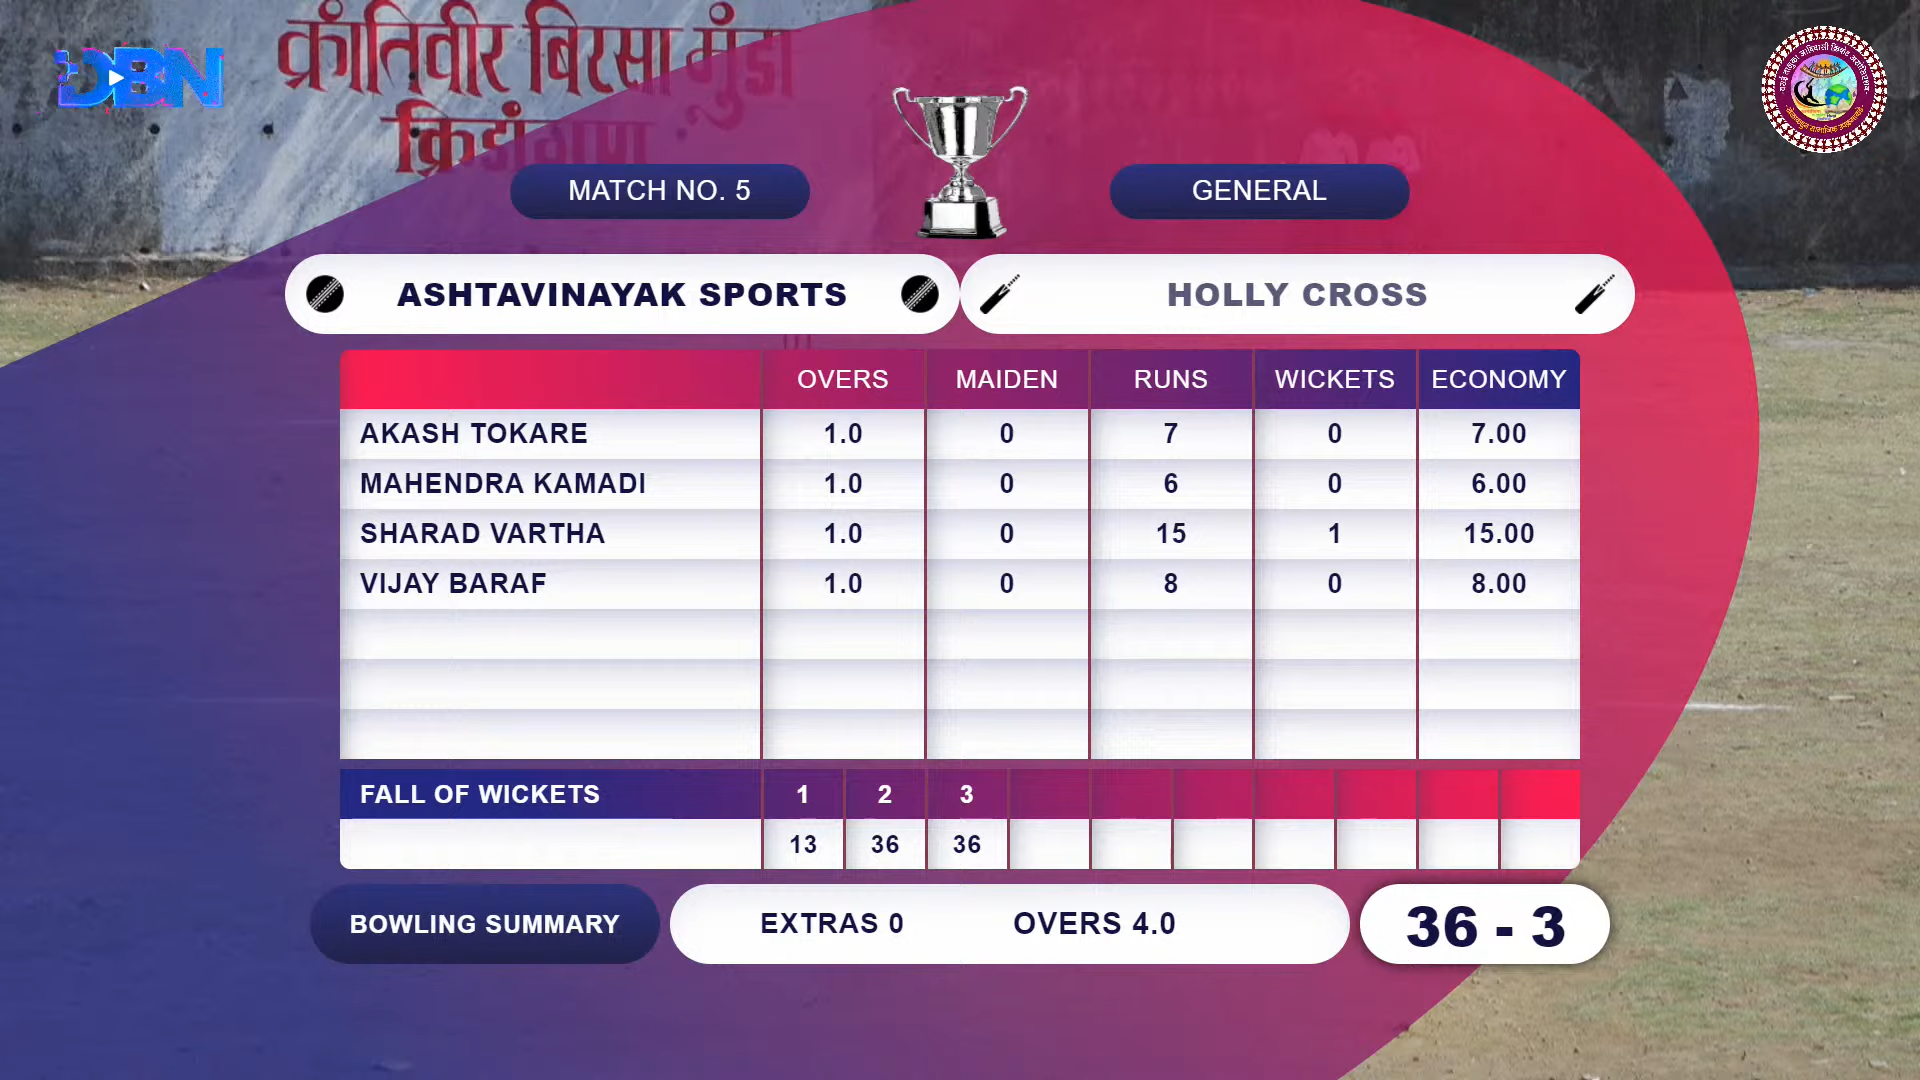 क्रांतिवीर बिरसा मुंडा
क्रिडांगण
DBN
MATCH NO. 5
GENERAL
ASHTAVINAYAK SPORTS
HOLLY CROSS
OVERS MAIDEN RUNS WICKETS ECONOMY
AKASH TOKARE 1.0 0 7 0 7.00
MAHENDRA KAMADI 1.0 0 6 0 6.00
SHARAD VARTHA 1.0 0 15 1 15.00
VIJAY BARAF 1.0 0 8 0 8.00
FALL OF WICKETS 1 2 3
13 36 36
BOWLING SUMMARY
EXTRAS 0 OVERS 4.0
36 - 3